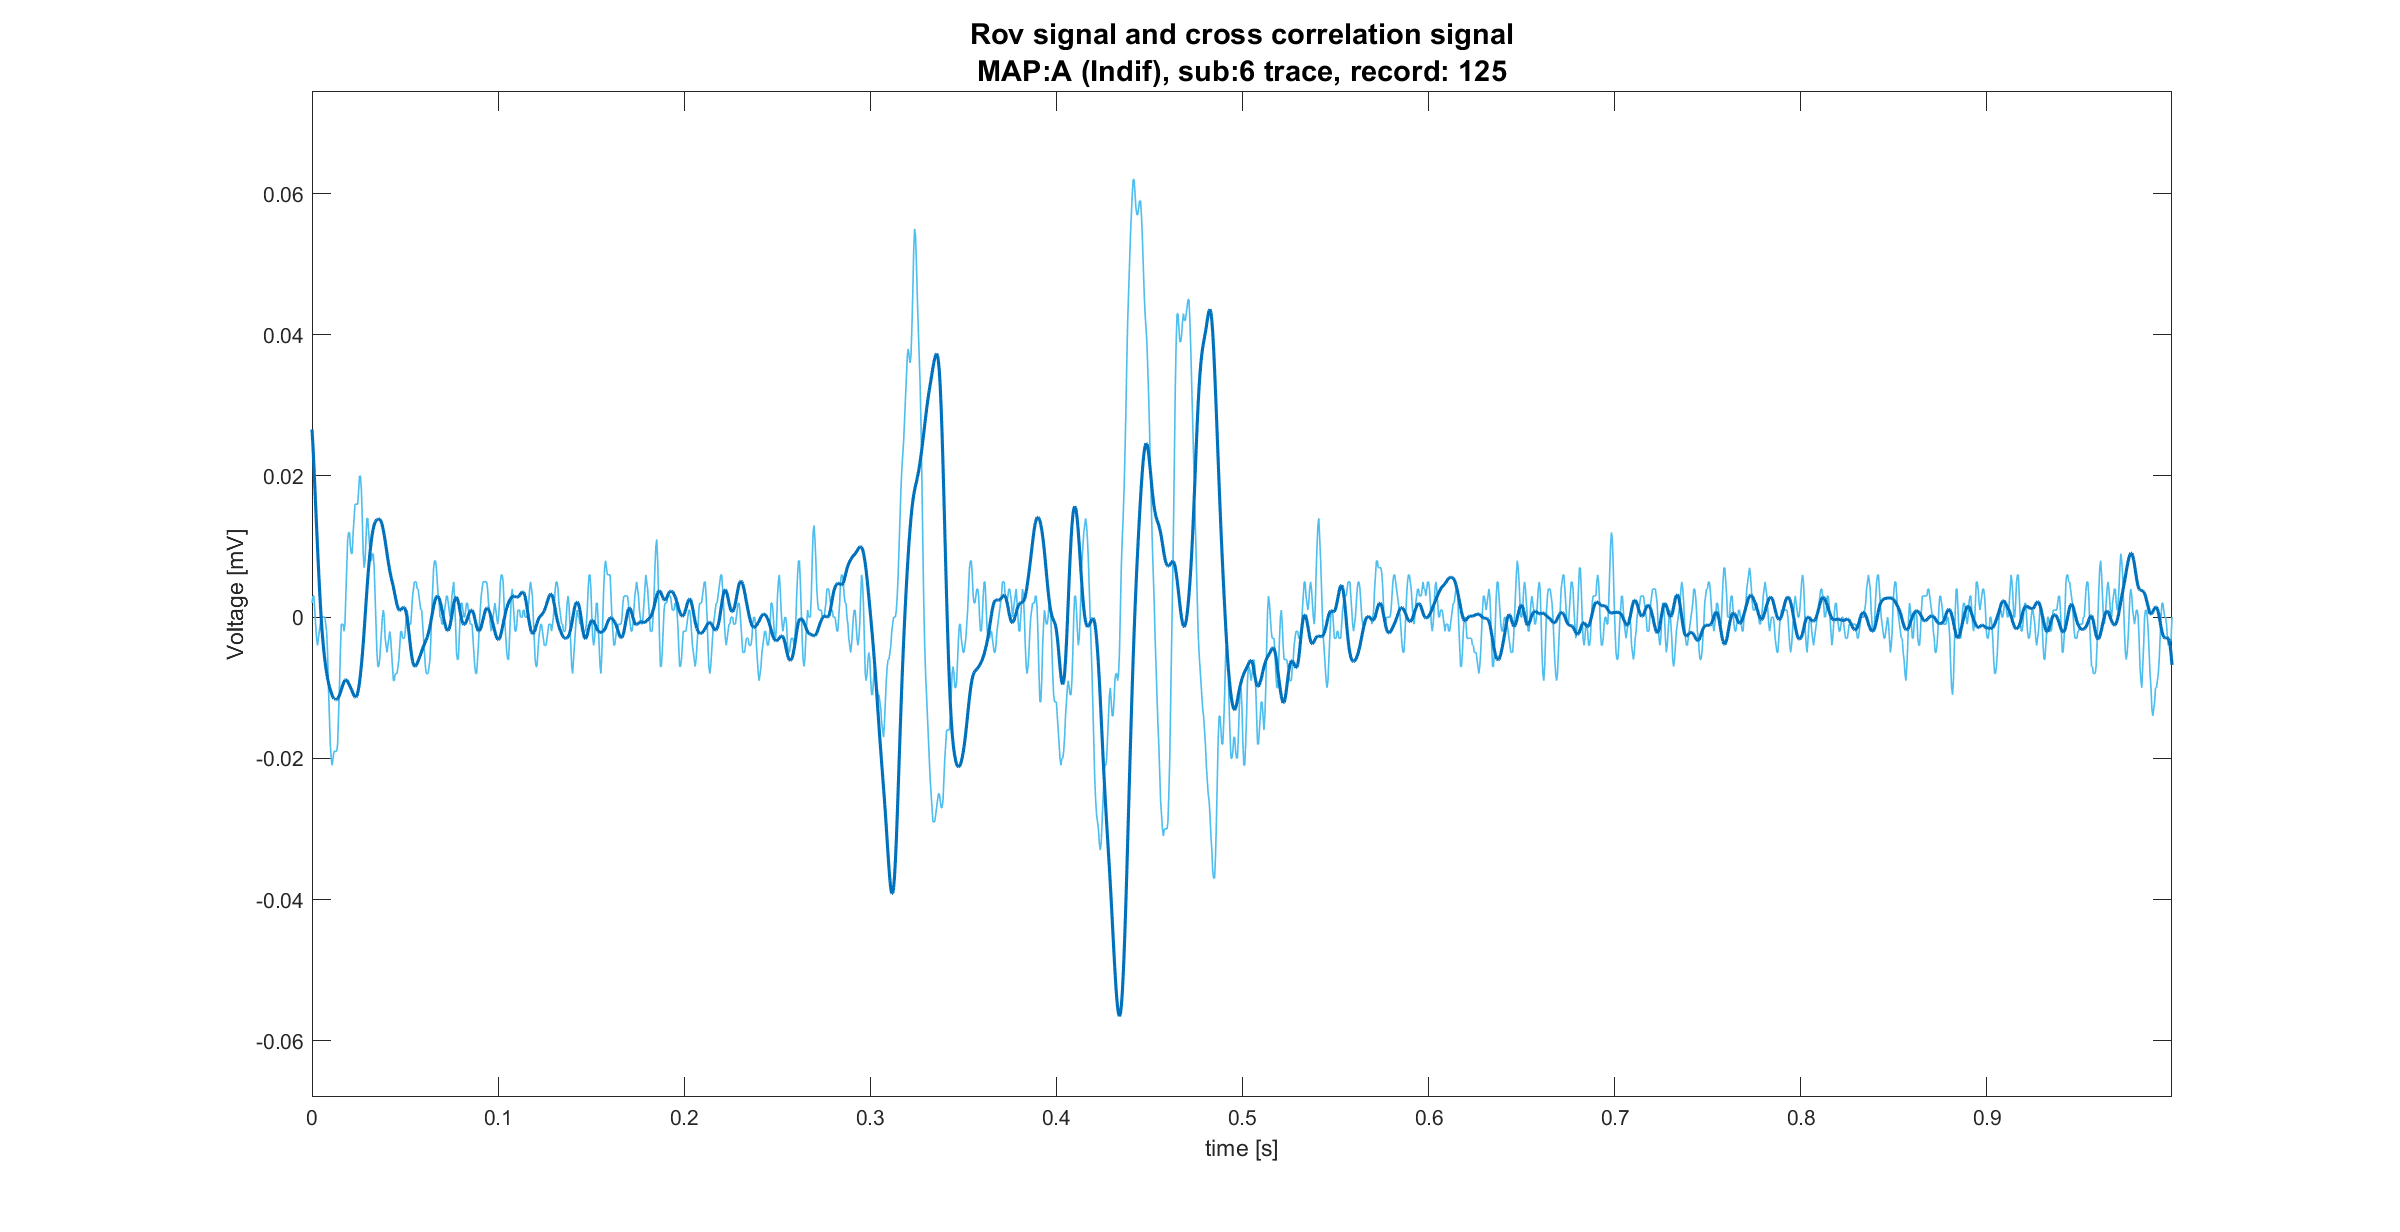 Rov signal and cross correlation signal
MAP:A (Indif), sub:6 trace, record: 125
Voltage [mV]
0.06
0.04
0.02
0
-0.02
-0.04
-0.06
0 0.1 0.2 0.3 0.4 0.5 0.6 0.7 0.8 0.9
time [s]